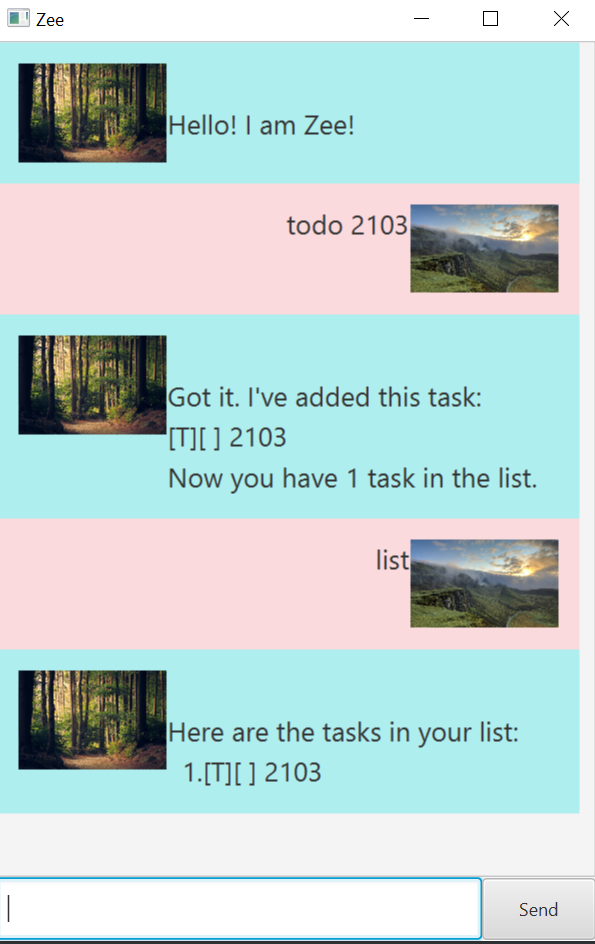 Zee
Hello! I am Zee!
todo 2103
Got it. I've added this task:
[T][ ] 2103
Now you have 1 task in the list.
list
Here are the tasks in your list:
1.[T][ ] 2103
Send